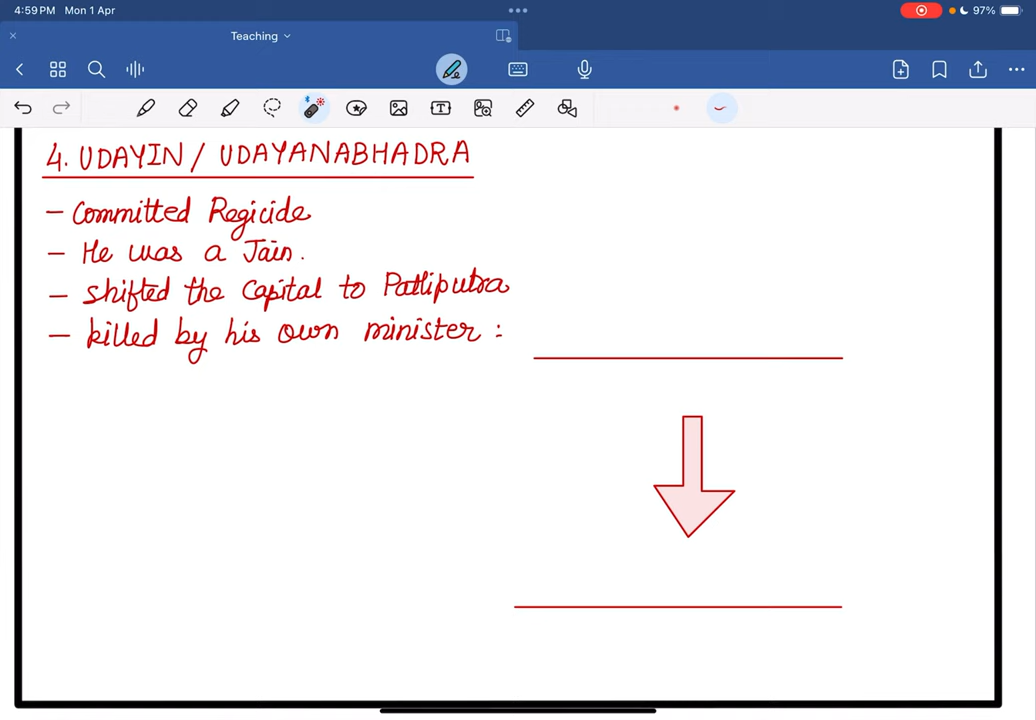 4:59 PM Mon 1 Apr
97%
Teaching
4. UDAYIN / UDAYANABHADRA
- Committed Regicide
- He was a Jain.
- shifted the Capital to Patliputra
- killed by his own minister :